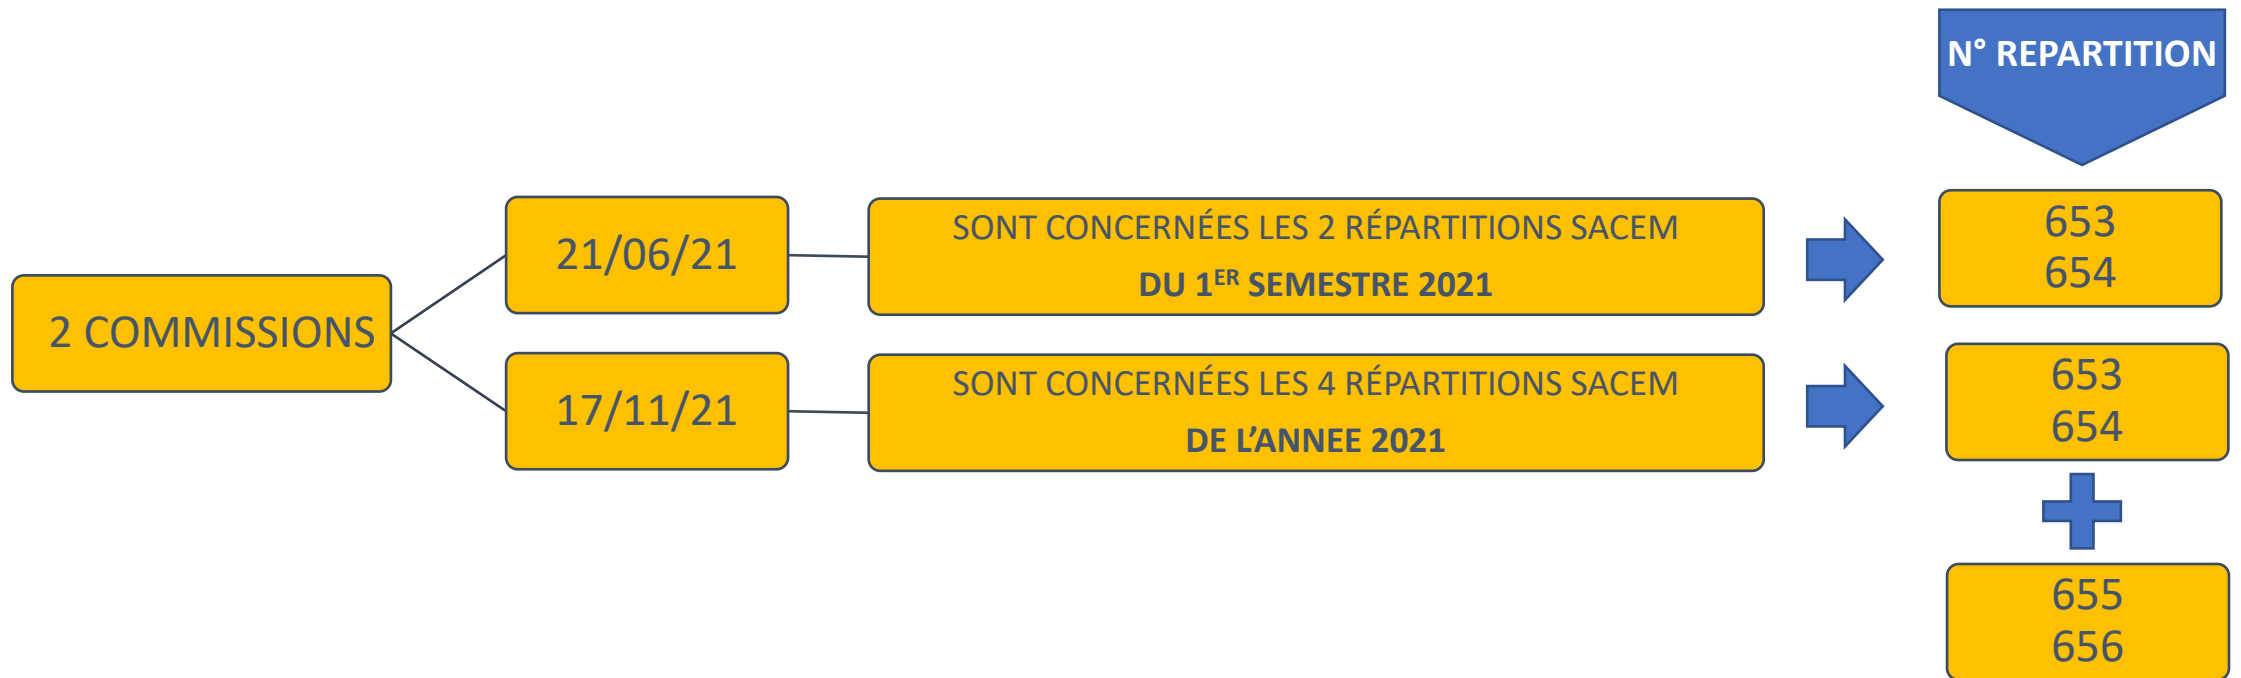 N° REPARTITION
2 COMMISSIONS
21/06/21
SONT CONCERNÉES LES 2 RÉPARTITIONS SACEM
DU 1ER SEMESTRE 2021
653
654
17/11/21
SONT CONCERNÉES LES 4 RÉPARTITIONS SACEM
DE L’ANNEE 2021
653
654
655
656